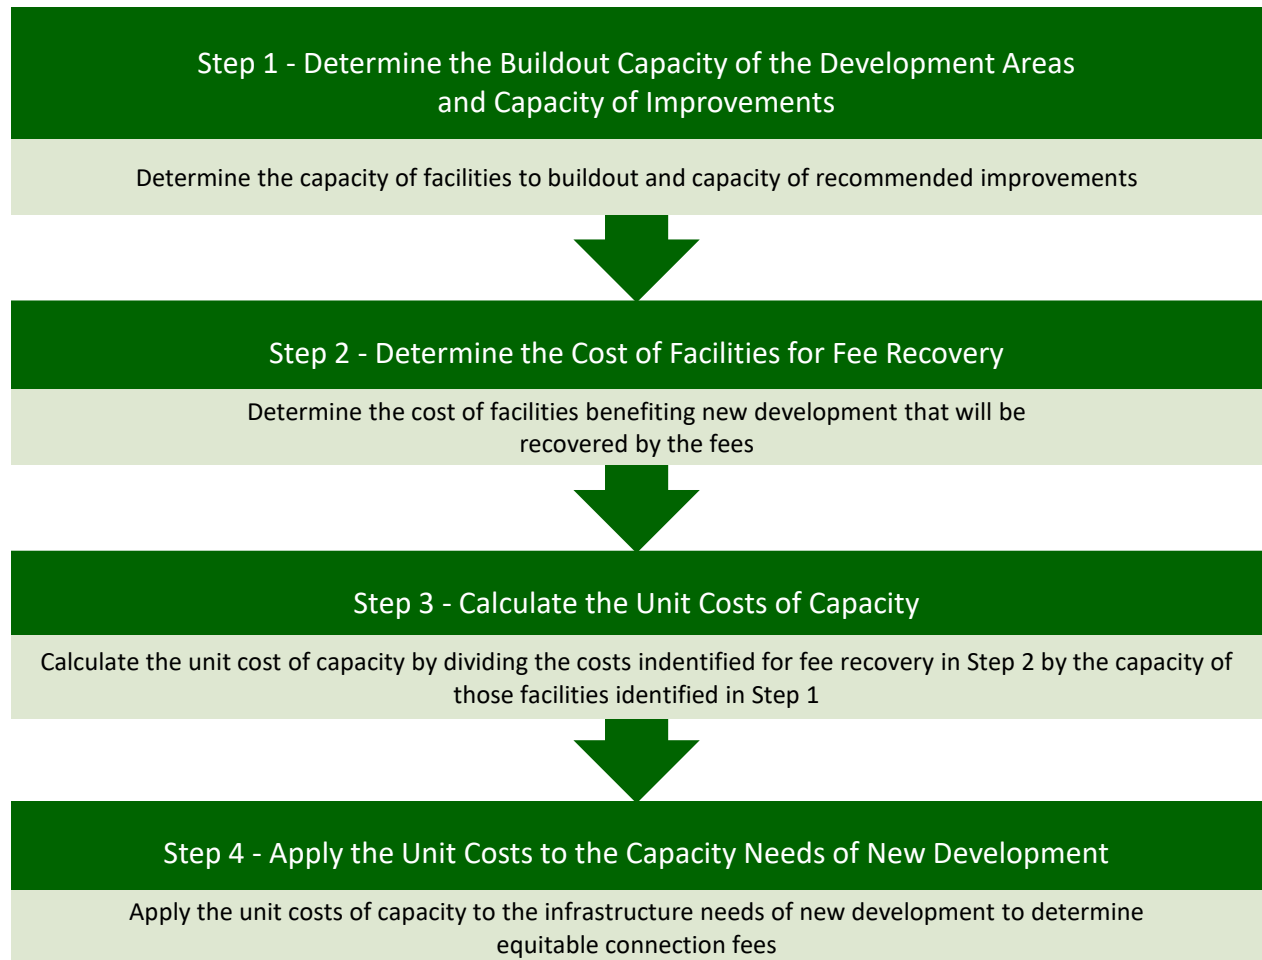 Step 1 - Determine the Buildout Capacity of the Development Areas
and Capacity of Improvements
Determine the capacity of facilities to buildout and capacity of recommended improvements
Step 2 - Determine the Cost of Facilities for Fee Recovery
Determine the cost of facilities benefiting new development that will be
recovered by the fees
Step 3 - Calculate the Unit Costs of Capacity
Calculate the unit cost of capacity by dividing the costs indentified for fee recovery in Step 2 by the capacity of
those facilities identified in Step 1
Step 4 - Apply the Unit Costs to the Capacity Needs of New Development
Apply the unit costs of capacity to the infrastructure needs of new development to determine
equitable connection fees